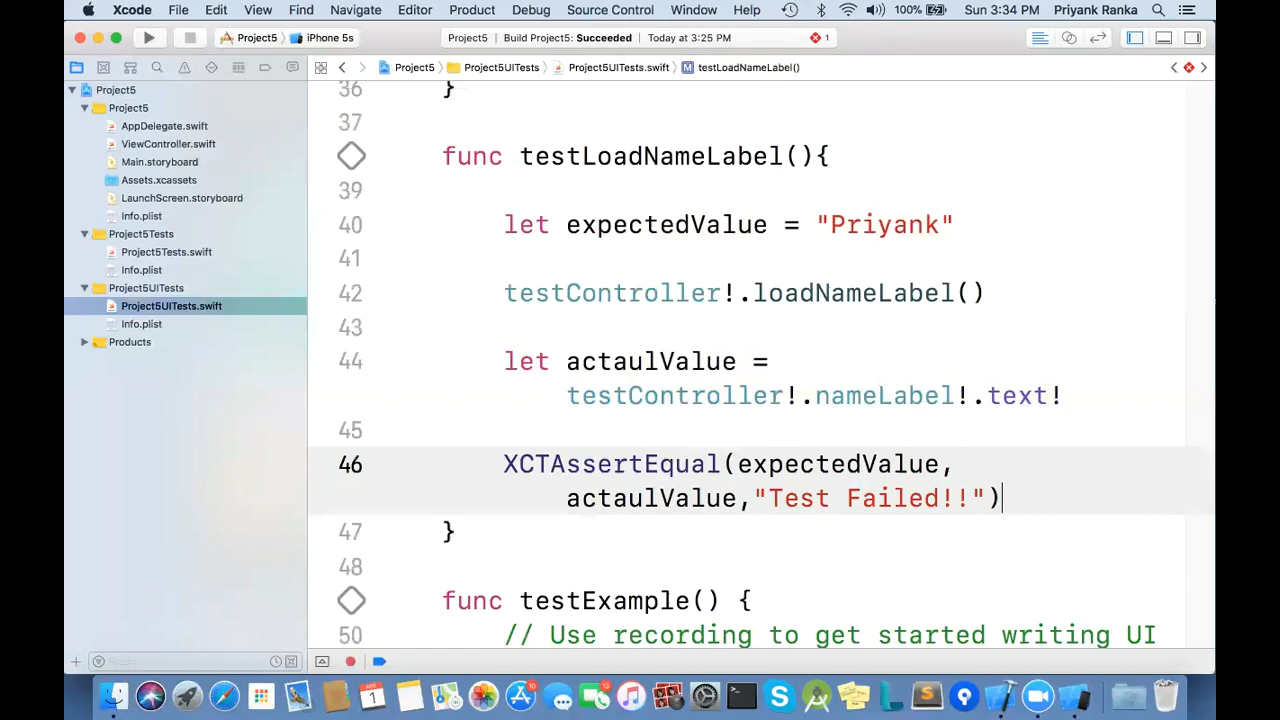 Xcode File Edit View Find Navigate Editor Product Debug Source Control Window Help 100% Sun 3:34 PM Priyank Ranka
Project5 iPhone 5s Project5 Build Project5: Succeeded Today at 3:25 PM 1
Project5 Project5UITests Project5UITests.swift M testLoadNameLabel()
Project5
Project5
AppDelegate.swift
ViewController.swift
Main.storyboard
Assets.xcassets
LaunchScreen.storyboard
Info.plist
Project5Tests
Project5Tests.swift
Info.plist
Project5UITests
Project5UITests.swift
Info.plist
Products
36 }
37
func testLoadNameLabel(){
39
40 let expectedValue = "Priyank"
41
42 testController!.loadNameLabel()
43
44 let actaulValue =
testController!.nameLabel!.text!
45
46 XCTAssertEqual(expectedValue,
actaulValue,"Test Failed!!")
47 }
48
func testExample() {
50 // Use recording to get started writing UI